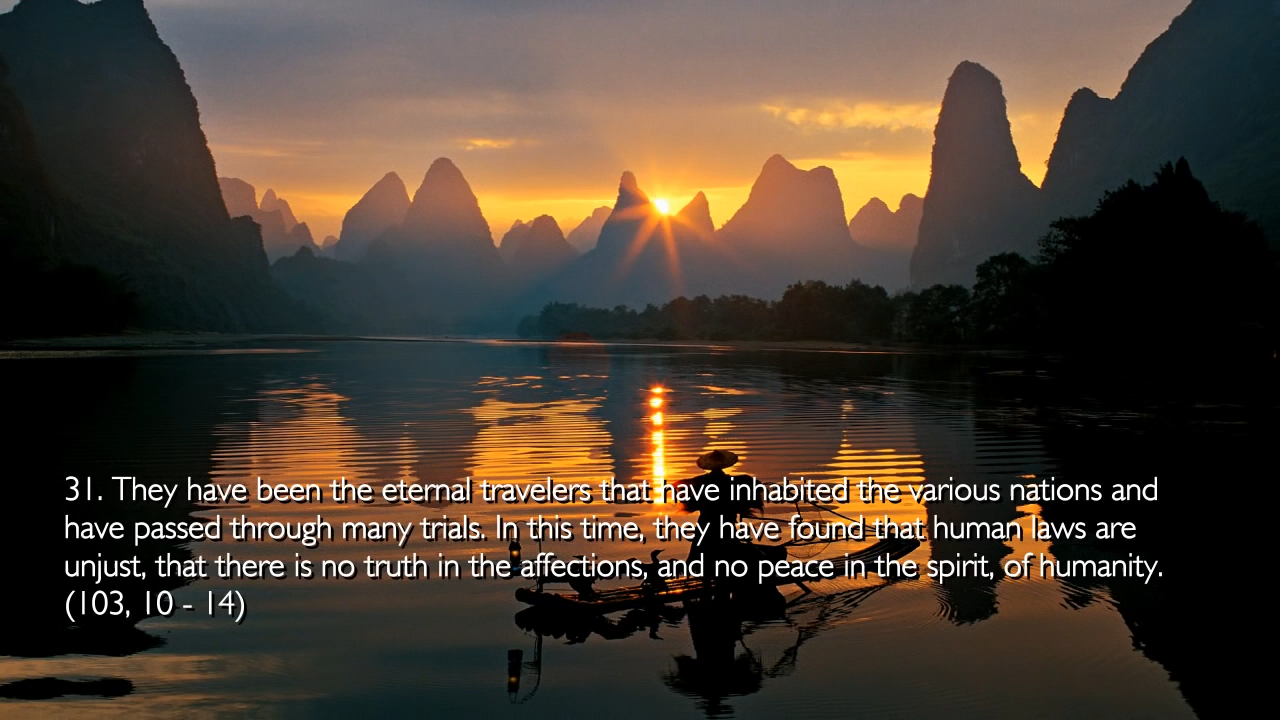 31. They have been the eternal travelers that have inhabited the various nations and
have passed through many trials. In this time, they have found that human laws are
unjust, that there is no truth in the affections, and no peace in the spirit, of humanity.
(103, 10 - 14)